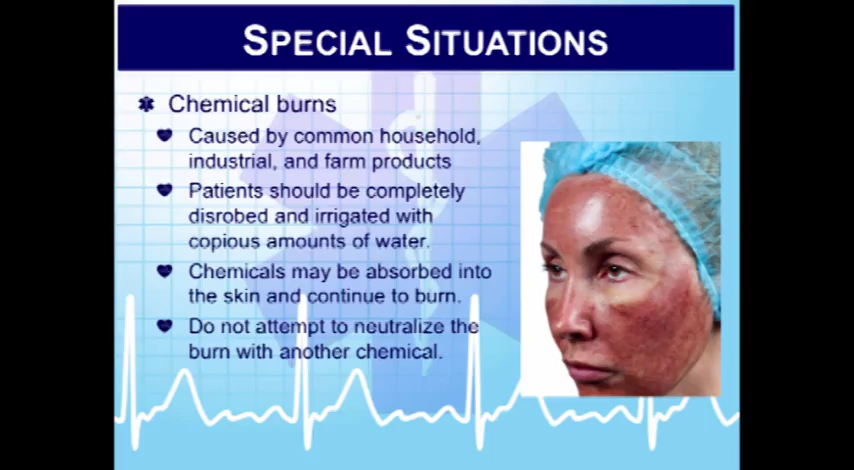 SPECIAL SITUATIONS
Chemical burns
Caused by common household,
industrial, and farm products
Patients should be completely
disrobed and irrigated with
copious amounts of water.
Chemicals may be absorbed into
the skin and continue to burn.
Do not attempt to neutralize the
burn with another chemical.